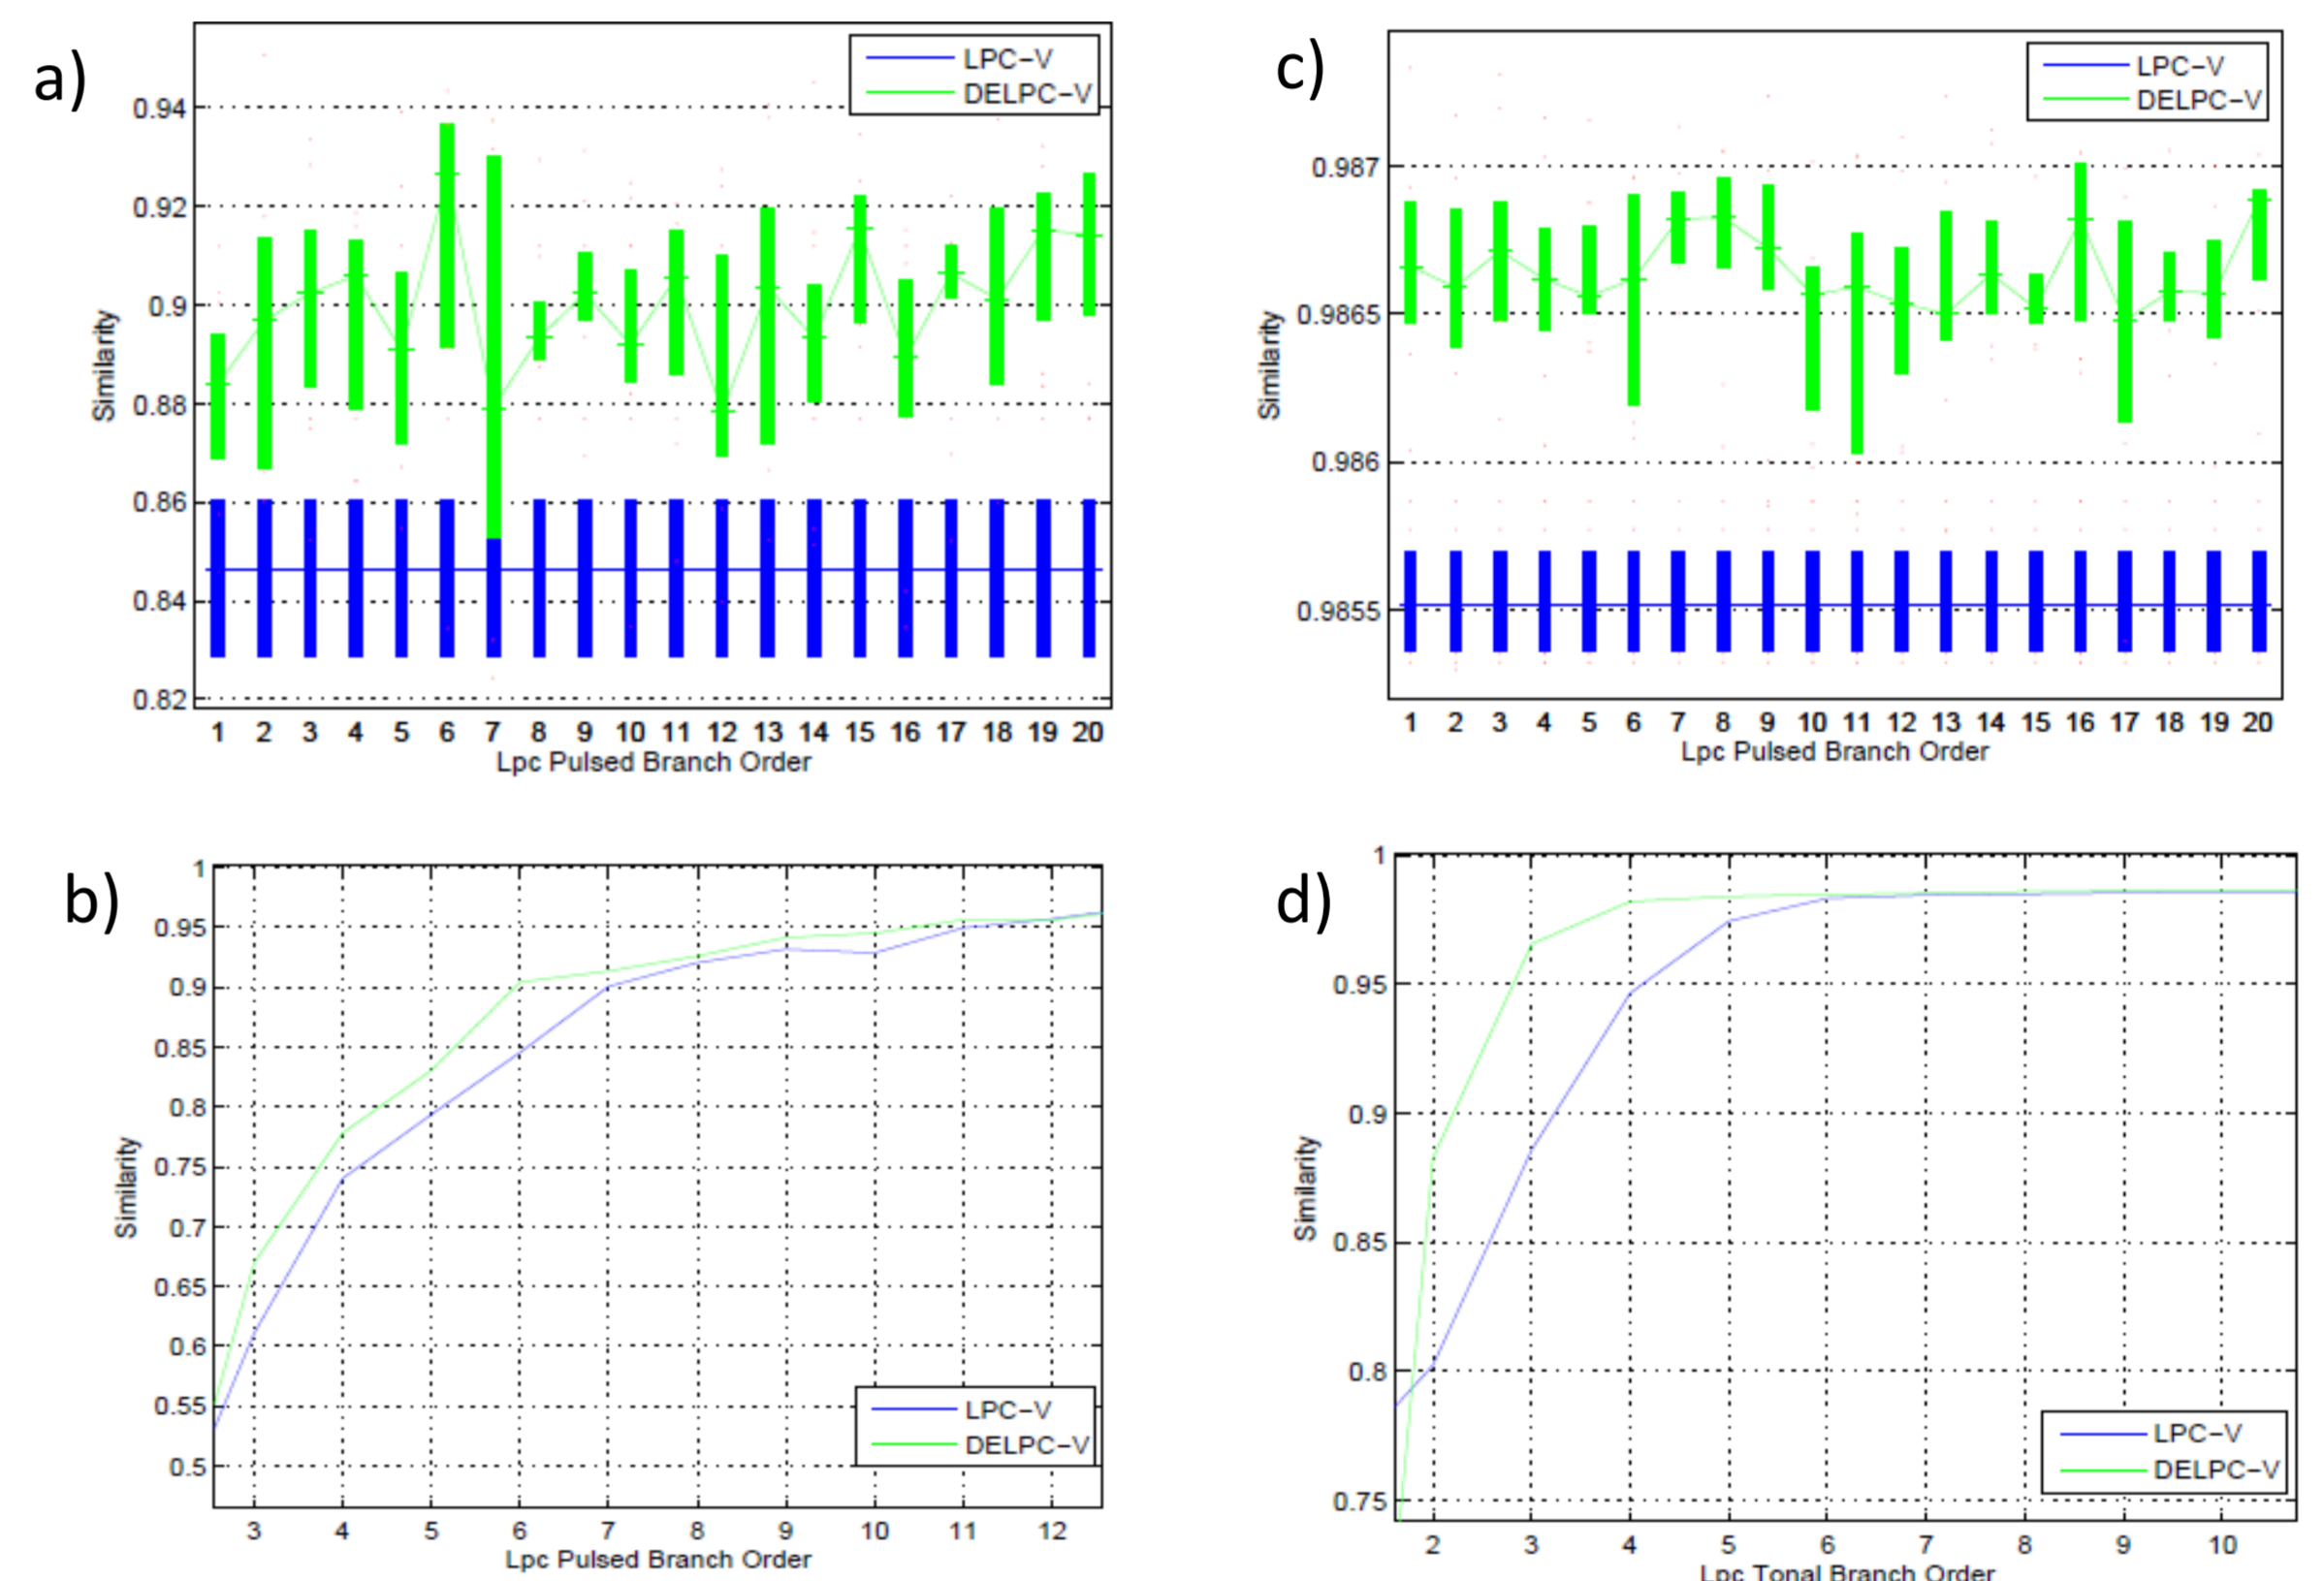 a)
LPC–V
DELPC–V
0.94
0.92
0.9
0.88
0.86
0.84
0.82
Similarity
1 2 3 4 5 6 7 8 9 10 11 12 13 14 15 16 17 18 19 20
Lpc Pulsed Branch Order
c)
LPC–V
DELPC–V
0.987
0.9865
0.986
0.9855
Similarity
1 2 3 4 5 6 7 8 9 10 11 12 13 14 15 16 17 18 19 20
Lpc Pulsed Branch Order
b)
1
0.95
0.9
0.85
0.8
0.75
0.7
0.65
0.6
0.55
0.5
Similarity
LPC–V
DELPC–V
3 4 5 6 7 8 9 10 11 12
Lpc Pulsed Branch Order
d)
1
0.95
0.9
0.85
0.8
0.75
Similarity
LPC–V
DELPC–V
2 3 4 5 6 7 8 9 10
Lpc Tonal Branch Order